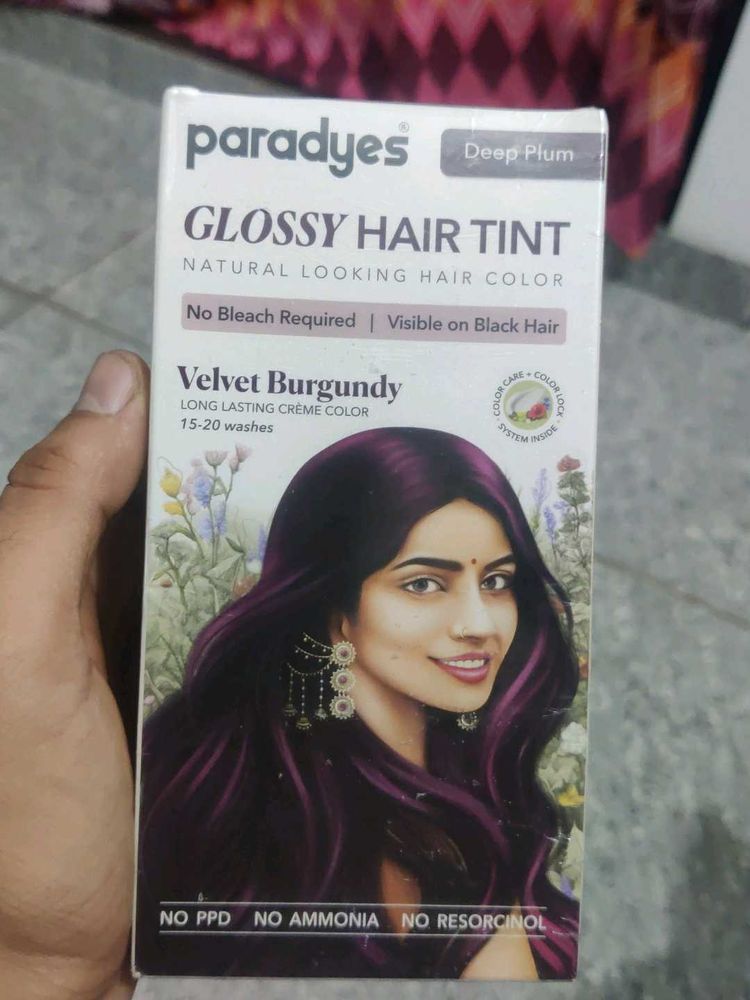 paradyes®
Deep Plum
GLOSSY HAIR TINT
NATURAL LOOKING HAIR COLOR
No Bleach Required | Visible on Black Hair
Velvet Burgundy
LONG LASTING CRÈME COLOR
15-20 washes
COLOR CARE + COLOR LOCK
SYSTEM INSIDE
NO PPD NO AMMONIA NO RESORCINOL